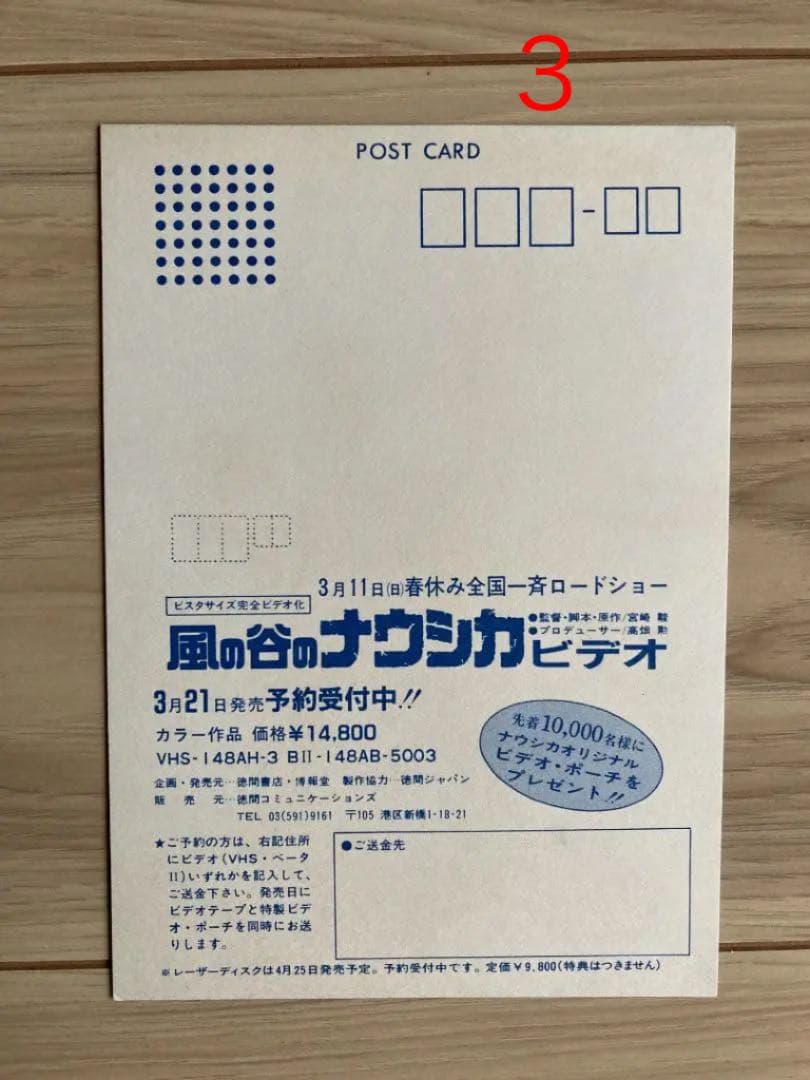 3
POST CARD
3月11日(日)春休み全国一斉ロードショー
ビスタサイズ完全ビデオ化
●監督・脚本・原作/宮崎 駿
●プロデューサー/高畑 勲
風の谷のナウシカビデオ
3月21日発売予約受付中!!
カラー作品 価格¥14,800
VHS-148AH-3 BII-148AB-5003
先着10,000名様に
ナウシカオリジナル
ビデオ・ポーチを
プレゼント!!
企画・発売元…徳間書店・博報堂 製作協力…徳間ジャパン
販売元…徳間コミュニケーションズ
TEL 03(591)9161 〒105 港区新橋1-18-21
★ご予約の方は、右記住所
にビデオ(VHS・ベータ
II)いずれかを記入して、
ご送金下さい。発売日に
ビデオテープと特製ビデ
オ・ポーチを同時にお送
りします。
●ご送金先
※レーザーディスクは4月25日発売予定。予約受付中です。定価¥9,800(特典はつきません)